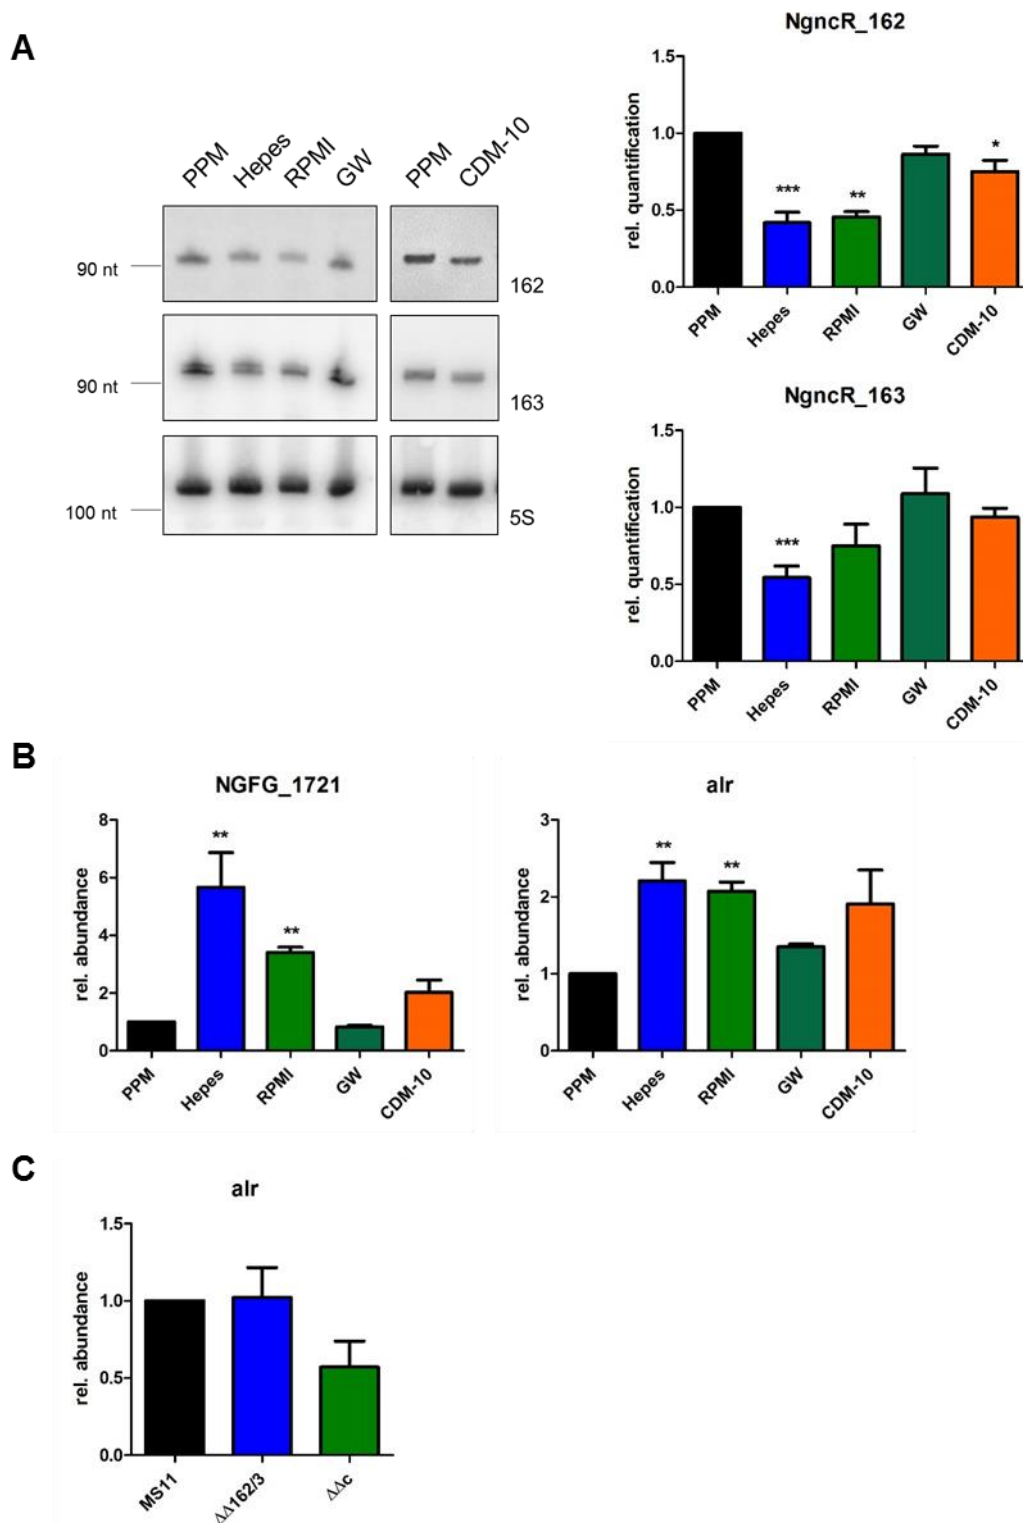 A
PPM Hepes RPMI GW PPM CDM-10
90 nt
162
90 nt
163
100 nt
5S
NgncR_162
rel. quantification
1.5
1.0
0.5
0.0
*** ** *
PPM Hepes RPMI GW CDM-10
NgncR_163
rel. quantification
1.5
1.0
0.5
0.0
***
PPM Hepes RPMI GW CDM-10
B
NGFG_1721
rel. abundance
8
6
4
2
0
** **
PPM Hepes RPMI GW CDM-10
alr
rel. abundance
3
2
1
0
** **
PPM Hepes RPMI GW CDM-10
C
alr
rel. abundance
1.5
1.0
0.5
0.0
MS11 ΔΔ162/3 ΔΔc